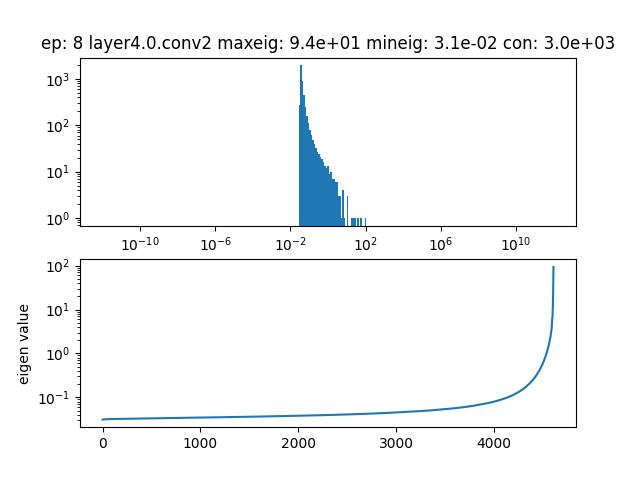 ep: 8 layer4.0.conv2 maxeig: 9.4e+01 mineig: 3.1e-02 con: 3.0e+03
10³
10²
10¹
10⁰
10⁻¹⁰ 10⁻⁶ 10⁻² 10² 10⁶ 10¹⁰
eigen value
10²
10¹
10⁰
10⁻¹
0 1000 2000 3000 4000